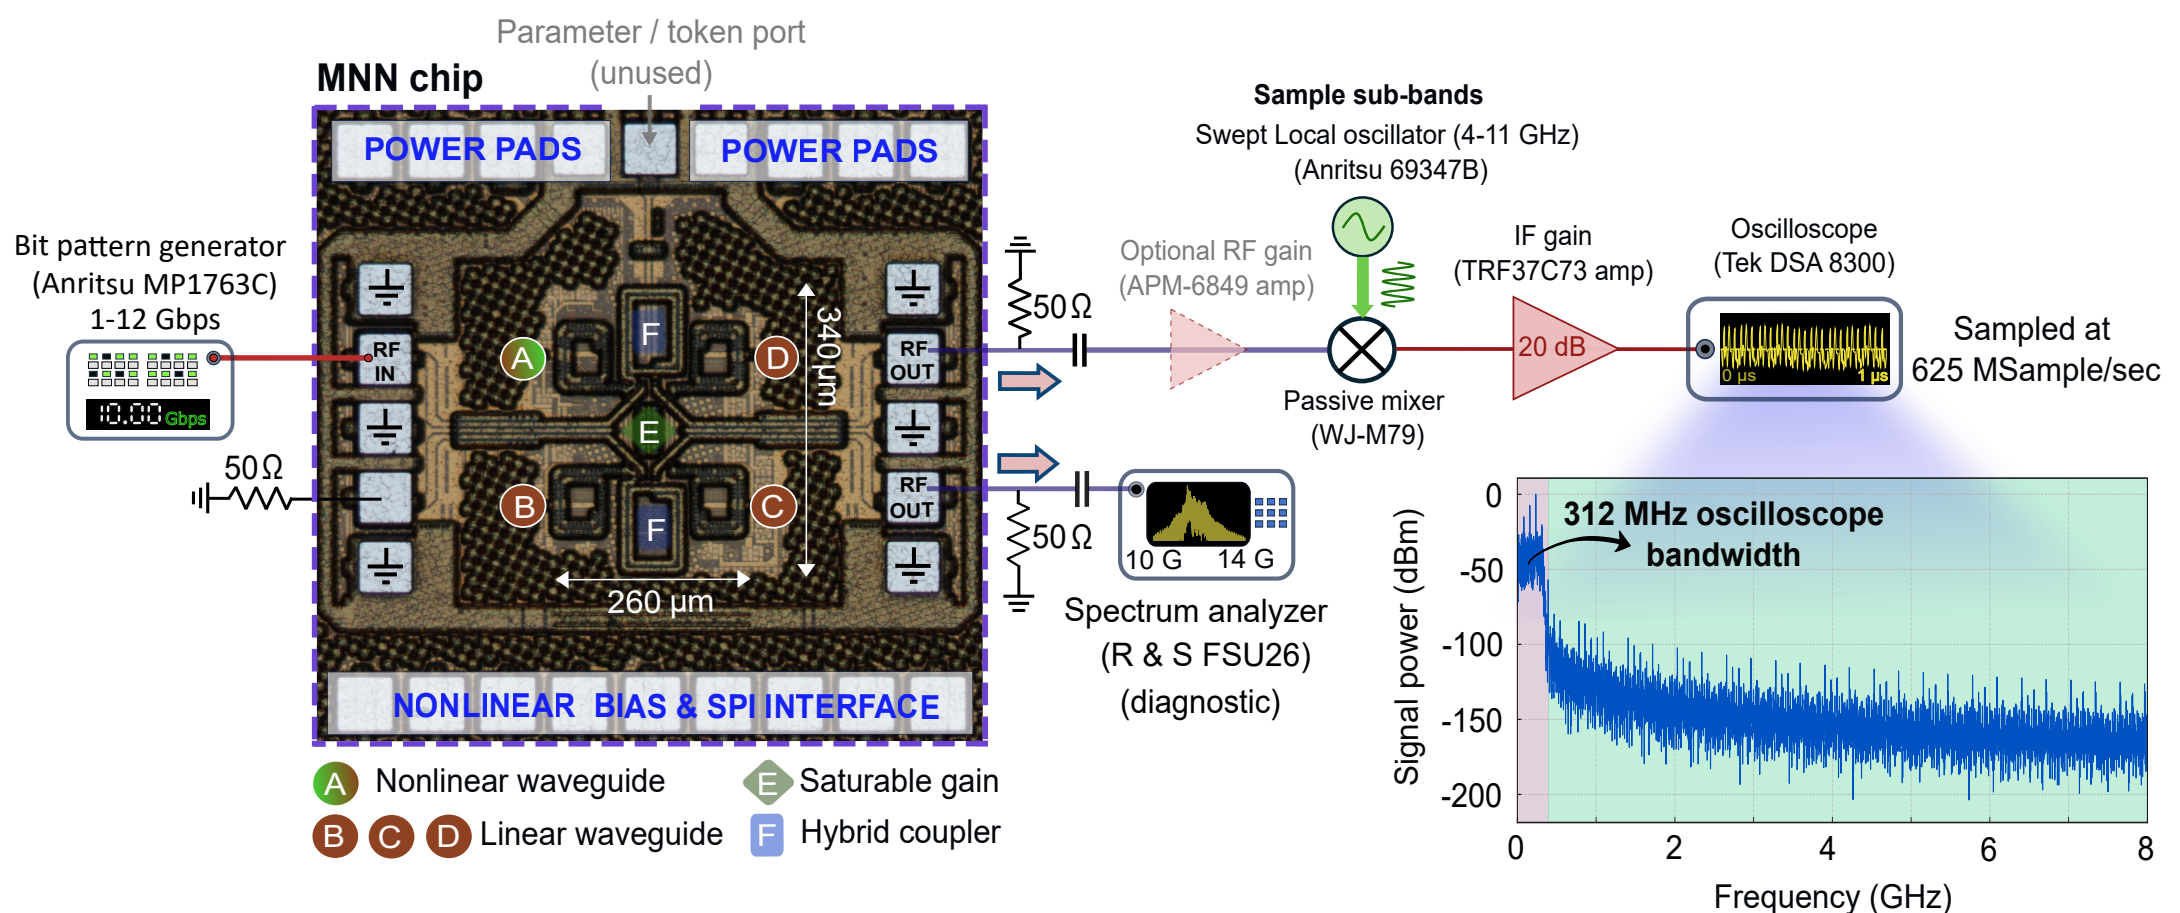 Parameter / token port
(unused)
MNN chip
POWER PADS
POWER PADS
Bit pattern generator
(Anritsu MP1763C)
1-12 Gbps
10.00 Gbps
50Ω
RF
IN
RF
OUT
RF
OUT
A
B
C
D
E
F
F
340 µm
260 µm
NONLINEAR BIAS & SPI INTERFACE
A Nonlinear waveguide
E Saturable gain
B C D Linear waveguide
F Hybrid coupler
50Ω
50Ω
Optional RF gain
(APM-6849 amp)
Sample sub-bands
Swept Local oscillator (4-11 GHz)
(Anritsu 69347B)
Passive mixer
(WJ-M79)
IF gain
(TRF37C73 amp)
20 dB
Oscilloscope
(Tek DSA 8300)
0 µs
1 µs
Sampled at
625 MSample/sec
10 G
14 G
Spectrum analyzer
(R & S FSU26)
(diagnostic)
312 MHz oscilloscope
bandwidth
Signal power (dBm)
0
-50
-100
-150
-200
0
2
4
6
8
Frequency (GHz)